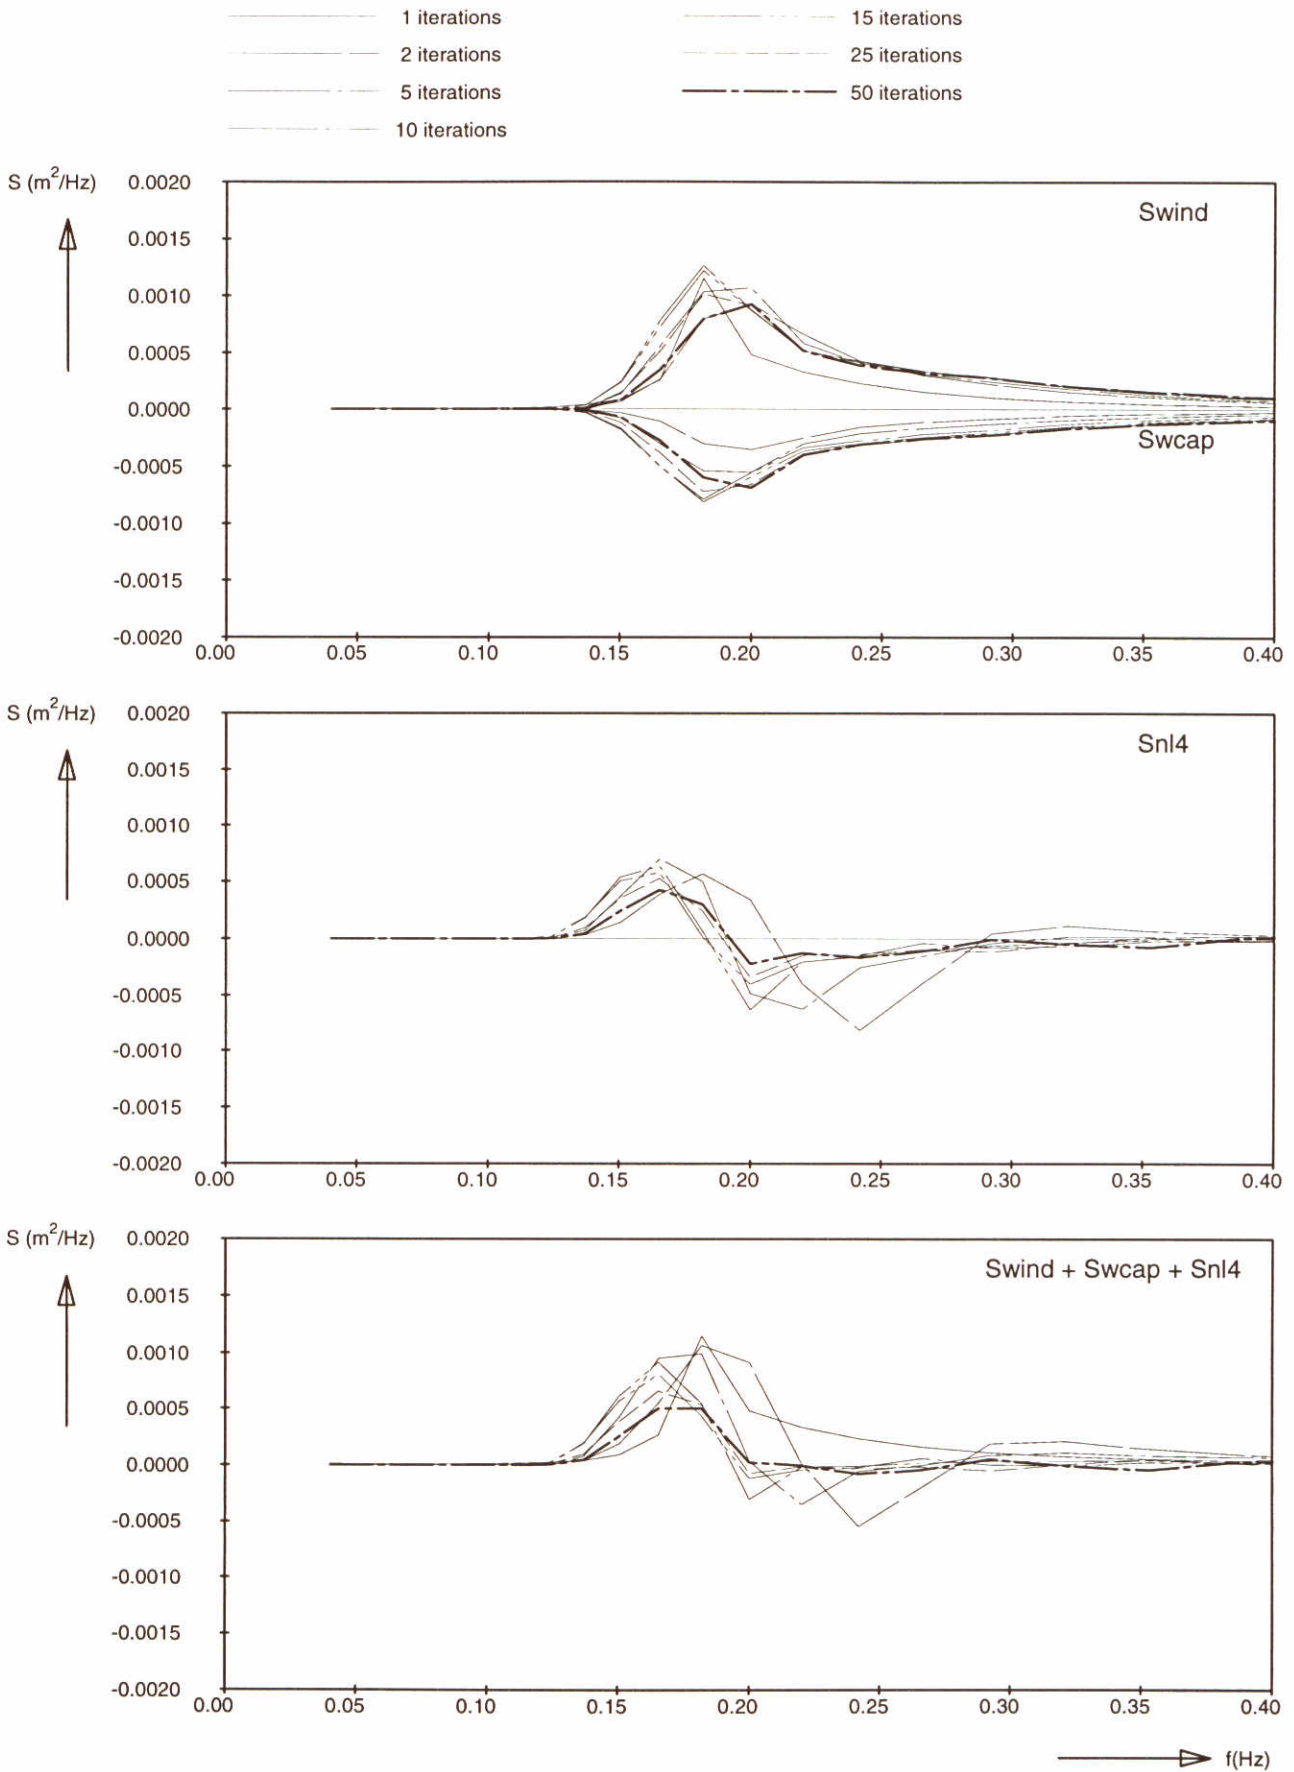 1 iterations
15 iterations
2 iterations
25 iterations
5 iterations
50 iterations
10 iterations
S (m²/Hz)
0.0020
0.0015
0.0010
0.0005
0.0000
-0.0005
-0.0010
-0.0015
-0.0020
Swind
Swcap
0.00 0.05 0.10 0.15 0.20 0.25 0.30 0.35 0.40
S (m²/Hz)
0.0020
0.0015
0.0010
0.0005
0.0000
-0.0005
-0.0010
-0.0015
-0.0020
Snl4
0.00 0.05 0.10 0.15 0.20 0.25 0.30 0.35 0.40
S (m²/Hz)
0.0020
0.0015
0.0010
0.0005
0.0000
-0.0005
-0.0010
-0.0015
-0.0020
Swind + Swcap + Snl4
0.00 0.05 0.10 0.15 0.20 0.25 0.30 0.35 0.40
f(Hz)